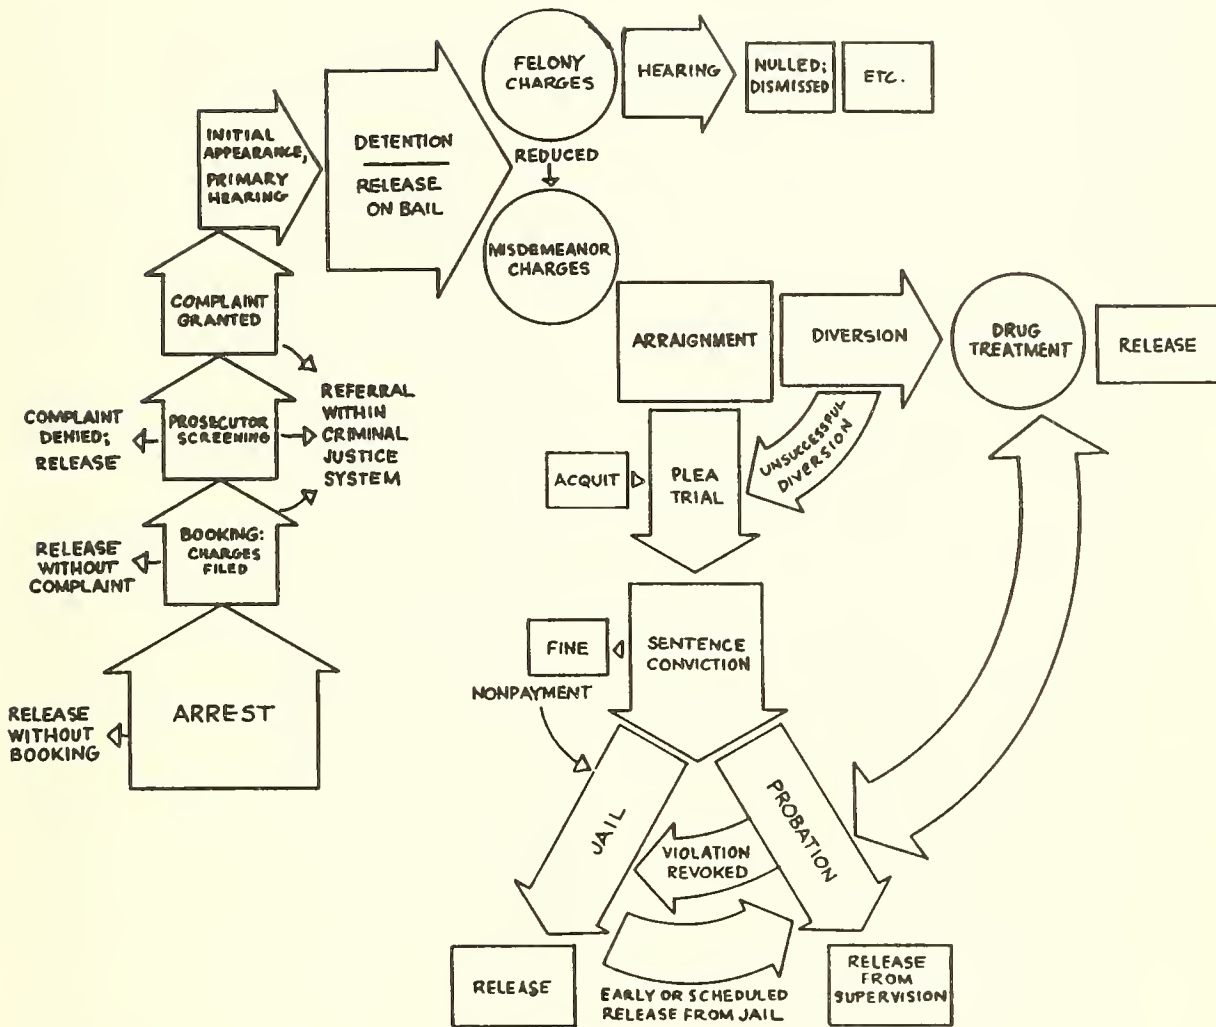 FELONY
CHARGES
HEARING
NULLED;
DISMISSED
ETC.
INITIAL
APPEARANCE,
PRIMARY
HEARING
DETENTION
RELEASE
ON BAIL
REDUCED
MISDEMEANOR
CHARGES
COMPLAINT
GRANTED
ARRAIGNMENT
DIVERSION
DRUG
TREATMENT
RELEASE
COMPLAINT
DENIED;
RELEASE
PROSECUTOR
SCREENING
REFERRAL
WITHIN
CRIMINAL
JUSTICE
SYSTEM
UNSUCCESSFUL
DIVERSION
ACQUIT
PLEA
TRIAL
RELEASE
WITHOUT
COMPLAINT
BOOKING:
CHARGES
FILED
FINE
SENTENCE
CONVICTION
NONPAYMENT
RELEASE
WITHOUT
BOOKING
ARREST
JAIL
PROBATION
VIOLATION
REVOKED
RELEASE
EARLY OR SCHEDULED
RELEASE FROM JAIL
RELEASE
FROM
SUPERVISION